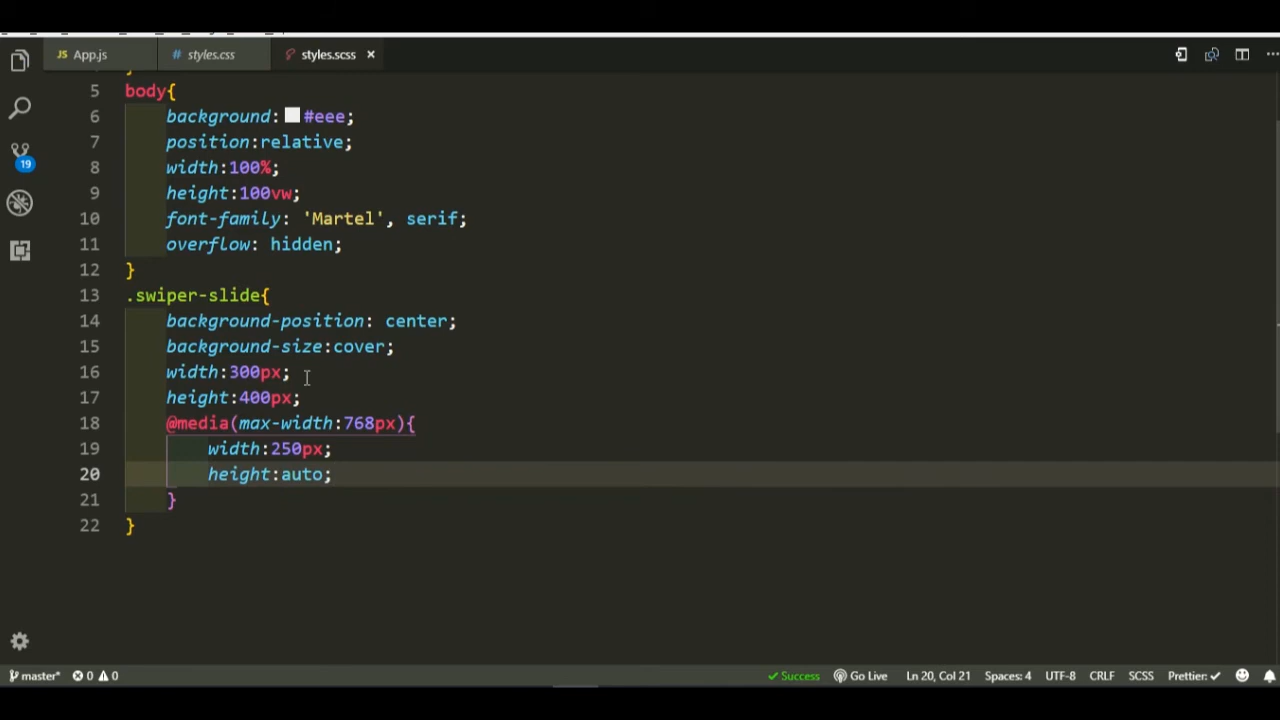 JS App.js # styles.css styles.scss ×
5 body{
6 background: #eee;
7 position:relative;
8 width:100%;
9 height:100vw;
10 font-family: 'Martel', serif;
11 overflow: hidden;
12 }
13 .swiper-slide{
14 background-position: center;
15 background-size:cover;
16 width:300px;
17 height:400px;
18 @media(max-width:768px){
19 width:250px;
20 height:auto;
21 }
22 }
19
master* 0 0 ✓ Success Go Live Ln 20, Col 21 Spaces: 4 UTF-8 CRLF SCSS Prettier: ✓